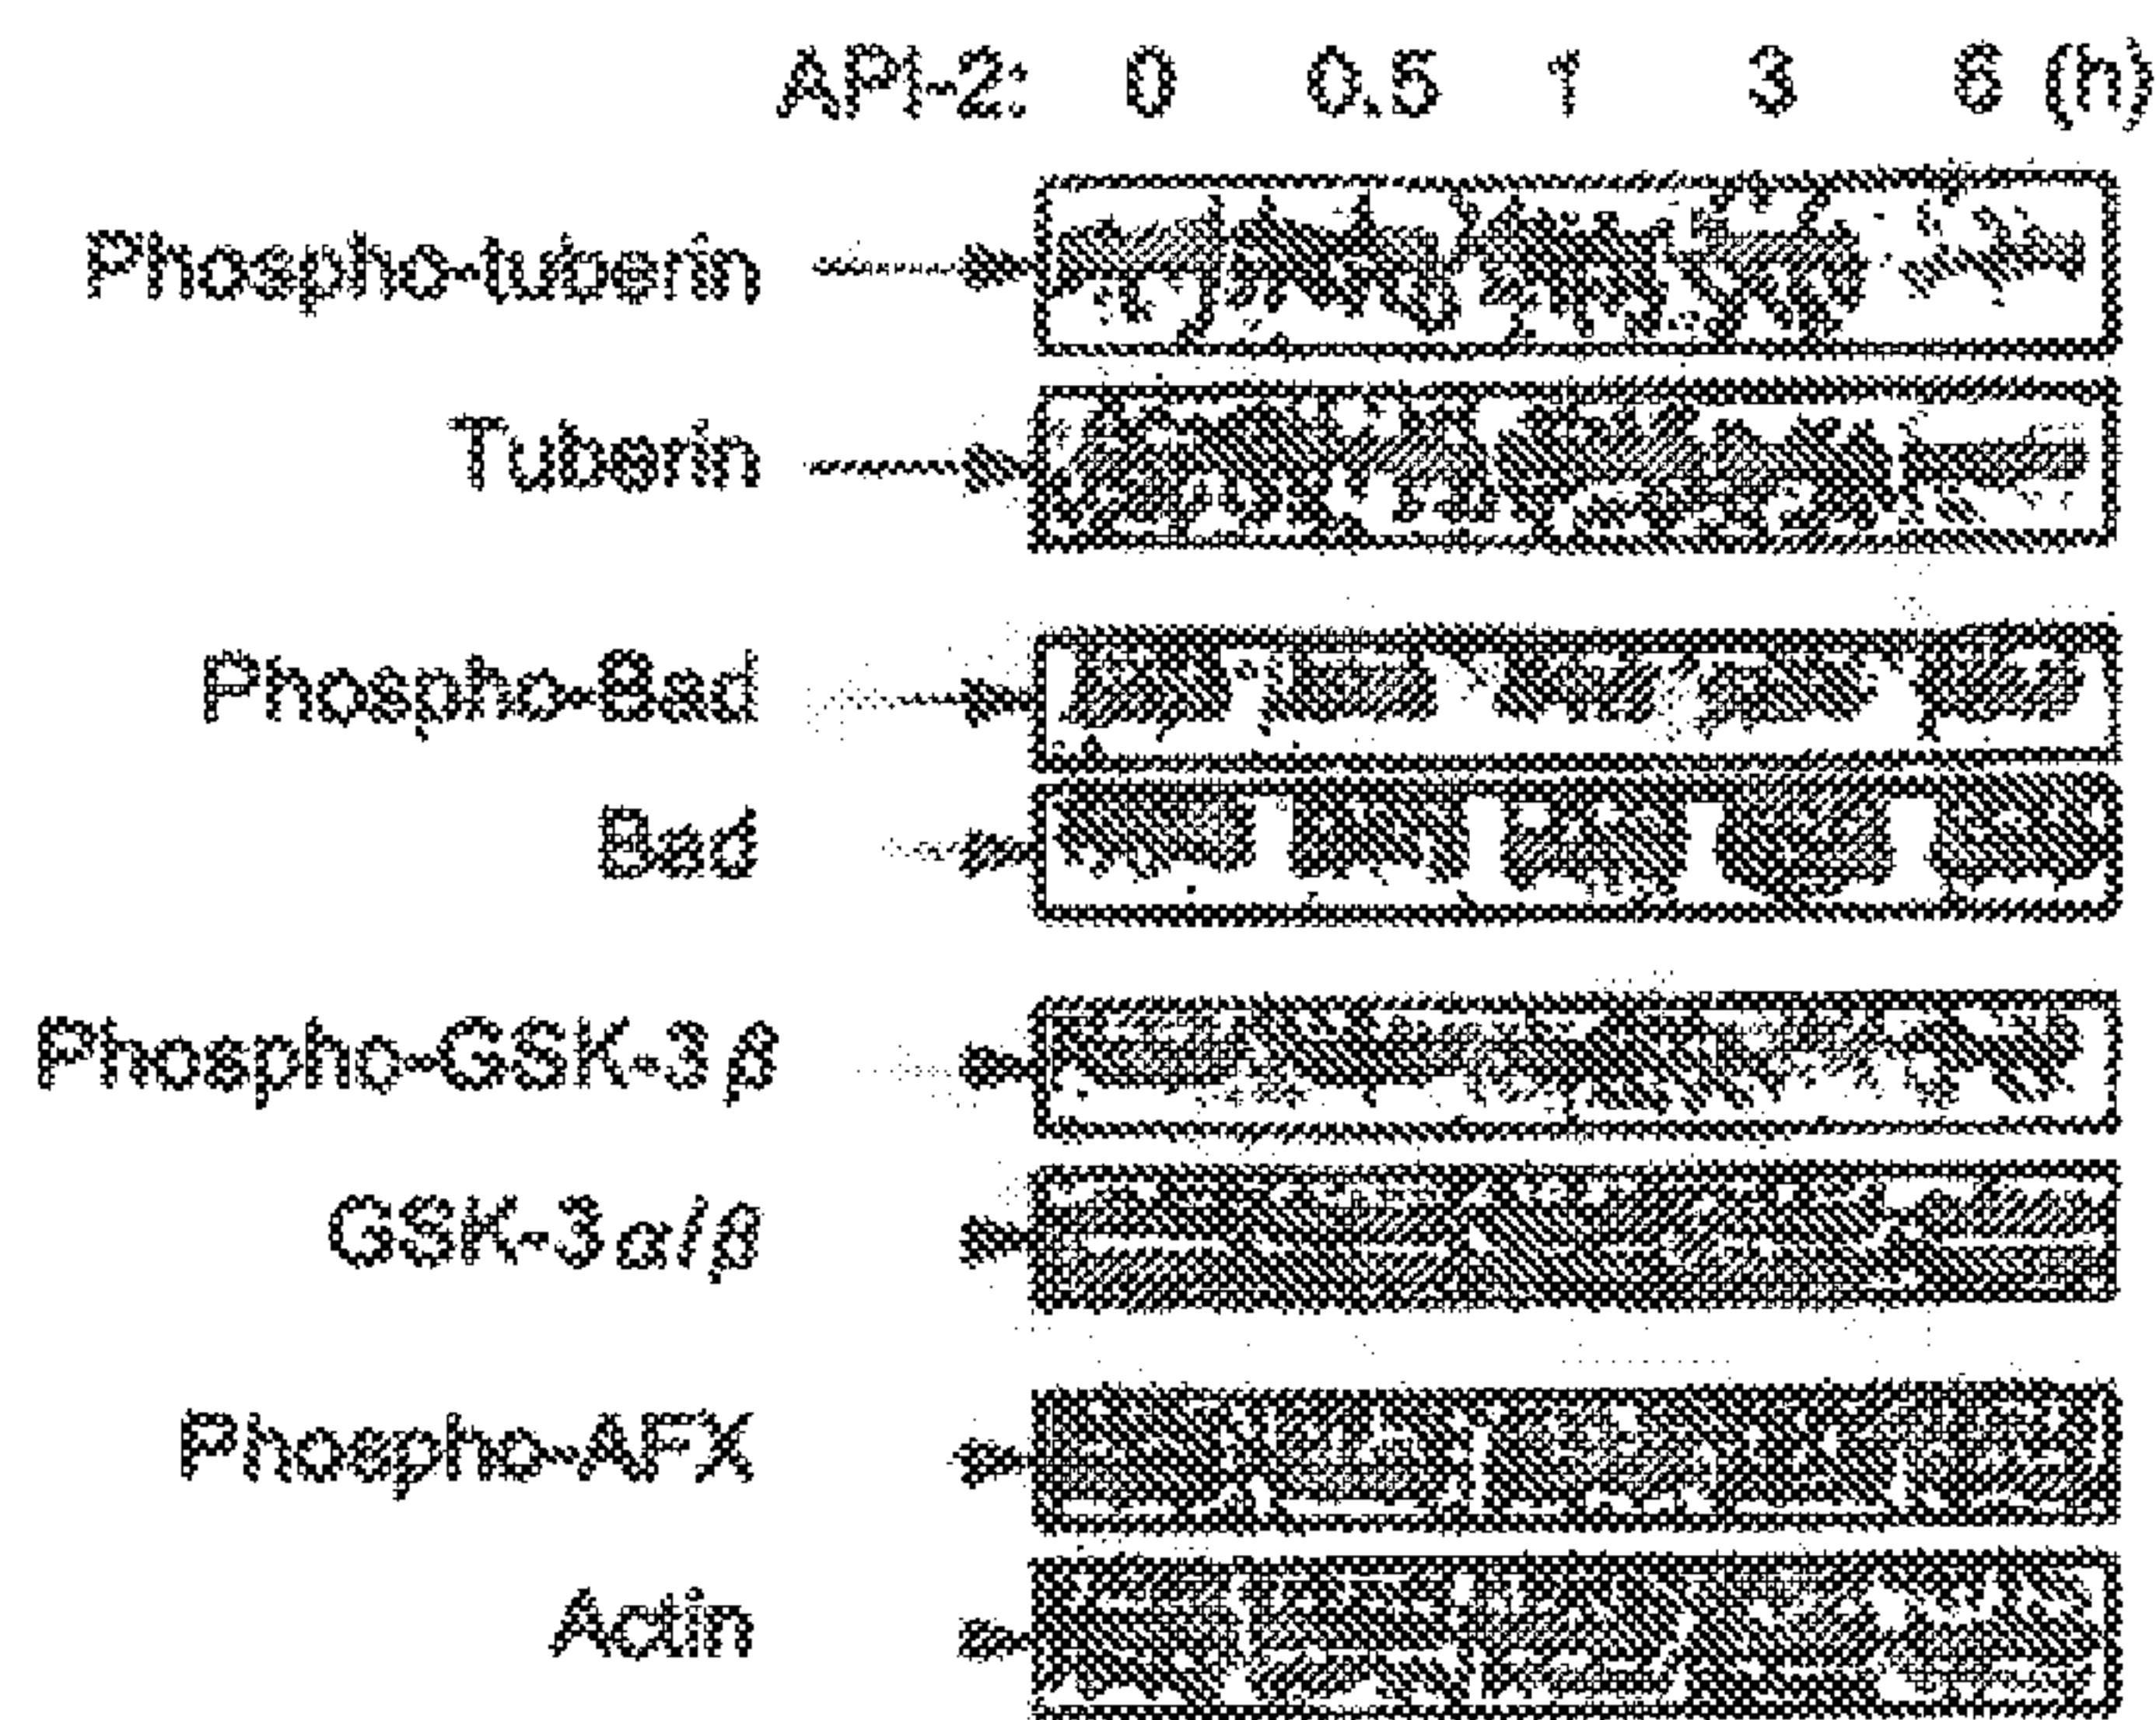 API-2: 0 0.5 1 3 6 (h)
Phospho-tuberin
Tuberin
Phospho-Bad
Bad
Phospho-GSK-3β
GSK-3α/β
Phospho-AFX
Actin